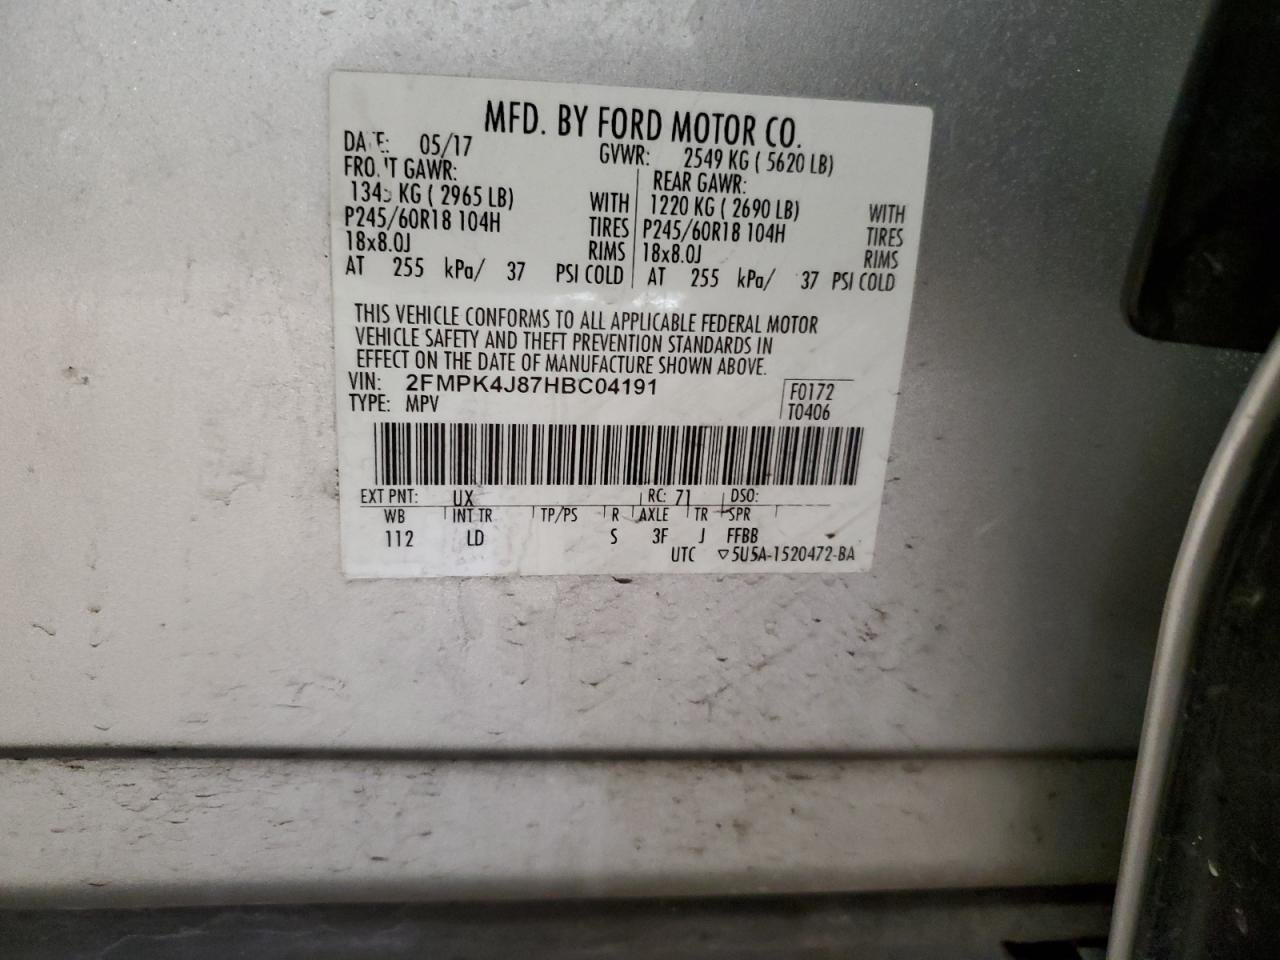 MFD. BY FORD MOTOR CO.
DATE: 05/17 GVWR: 2549 KG ( 5620 LB)
FRONT GAWR: REAR GAWR:
1345 KG ( 2965 LB) WITH 1220 KG ( 2690 LB) WITH
P245/60R18 104H TIRES P245/60R18 104H TIRES
18x8.0J RIMS 18x8.0J RIMS
AT 255 kPa/ 37 PSI COLD AT 255 kPa/ 37 PSI COLD
THIS VEHICLE CONFORMS TO ALL APPLICABLE FEDERAL MOTOR
VEHICLE SAFETY AND THEFT PREVENTION STANDARDS IN
EFFECT ON THE DATE OF MANUFACTURE SHOWN ABOVE.
VIN: 2FMPK4J87HBC04191 F0172
TYPE: MPV T0406
EXT PNT: UX RC: 71 DSO:
WB INT TR TP/PS R AXLE TR SPR
112 LD S 3F J FFBB
UTC ▽5U5A-1520472-BA